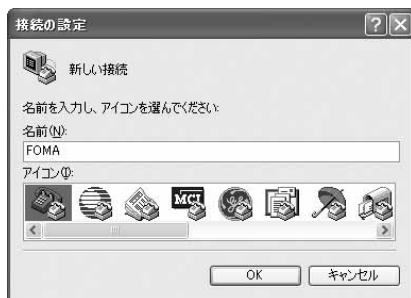 接続の設定
新しい接続
名前を入力し、アイコンを選んでください:
名前(N):
FOMA
アイコン(I):
MCI
OK キャンセル